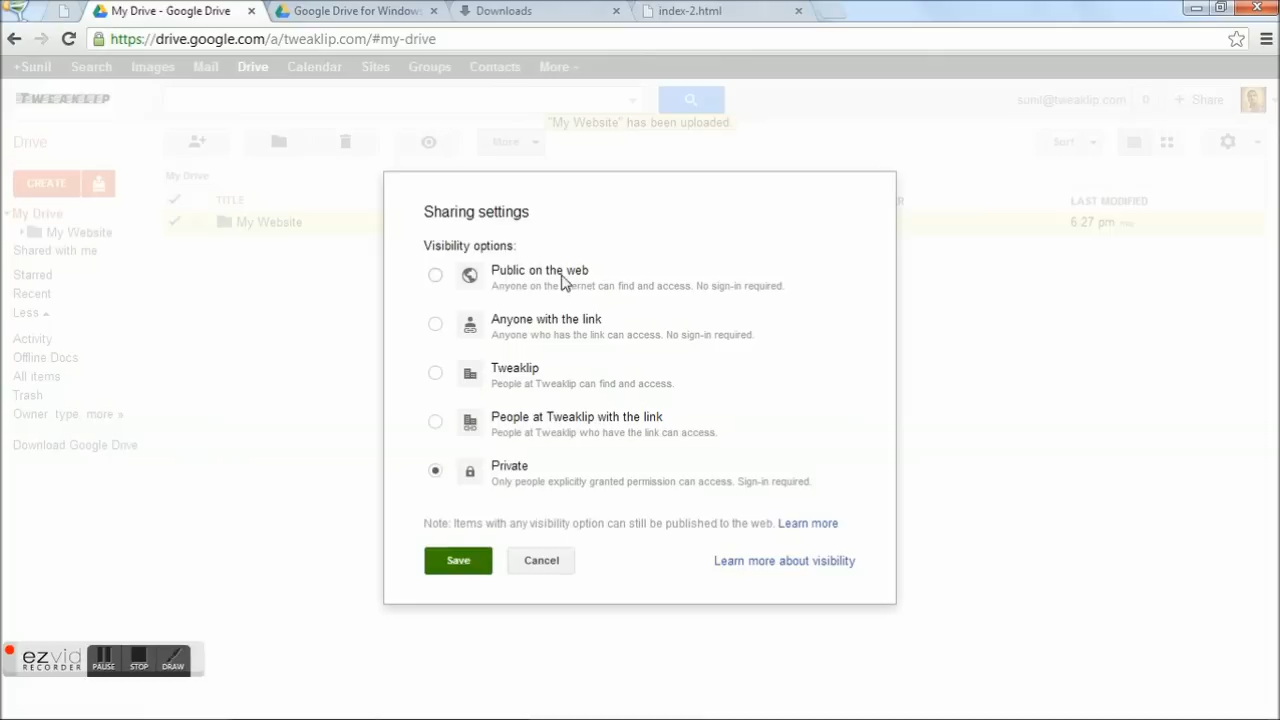 My Drive - Google Drive
Google Drive for Windows
Downloads
index-2.html
https://drive.google.com/a/tweaklip.com/#my-drive
+Sunil Search Images Mail Drive Calendar Sites Groups Contacts More
TWEAKLIP
sunil@tweaklip.com 0 + Share
"My Website" has been uploaded.
Drive
More
Sort
CREATE
My Drive
TITLE
LAST MODIFIED
My Website
6:27 pm
My Drive
My Website
Shared with me
Starred
Recent
Less
Activity
Offline Docs
All items
Trash
Owner type more »
Download Google Drive
Sharing settings
Visibility options:
Public on the web
Anyone on the internet can find and access. No sign-in required.
Anyone with the link
Anyone who has the link can access. No sign-in required.
Tweaklip
People at Tweaklip can find and access.
People at Tweaklip with the link
People at Tweaklip who have the link can access.
Private
Only people explicitly granted permission can access. Sign-in required.
Note: Items with any visibility option can still be published to the web. Learn more
Save Cancel Learn more about visibility
ezvid
RECORDER
PAUSE STOP DRAW